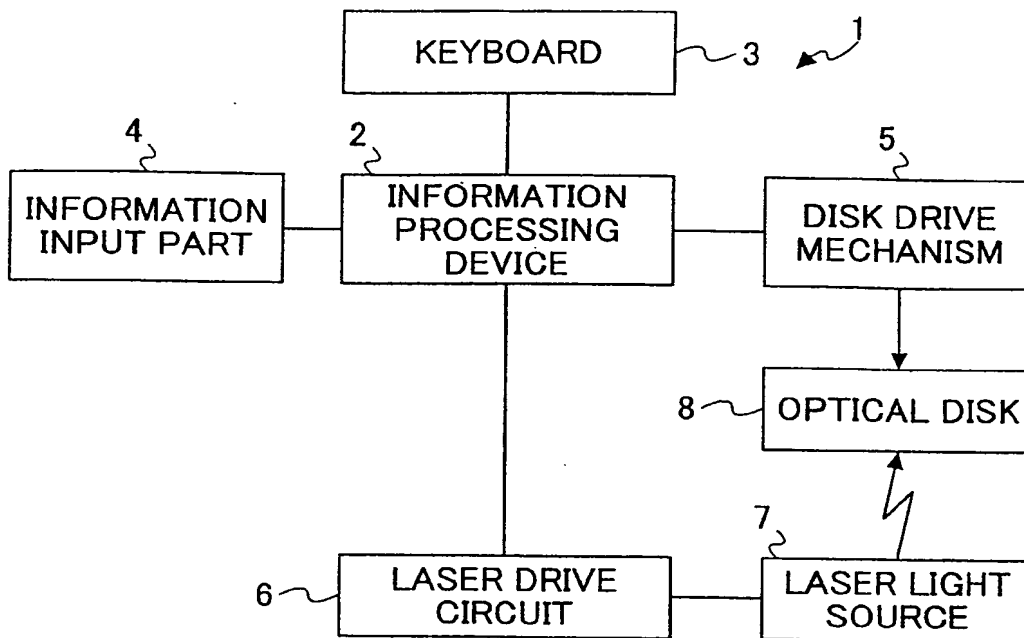 1
KEYBOARD
3
4
2
5
INFORMATION
INPUT PART
INFORMATION
PROCESSING
DEVICE
DISK DRIVE
MECHANISM
8
OPTICAL DISK
7
6
LASER DRIVE
CIRCUIT
LASER LIGHT
SOURCE